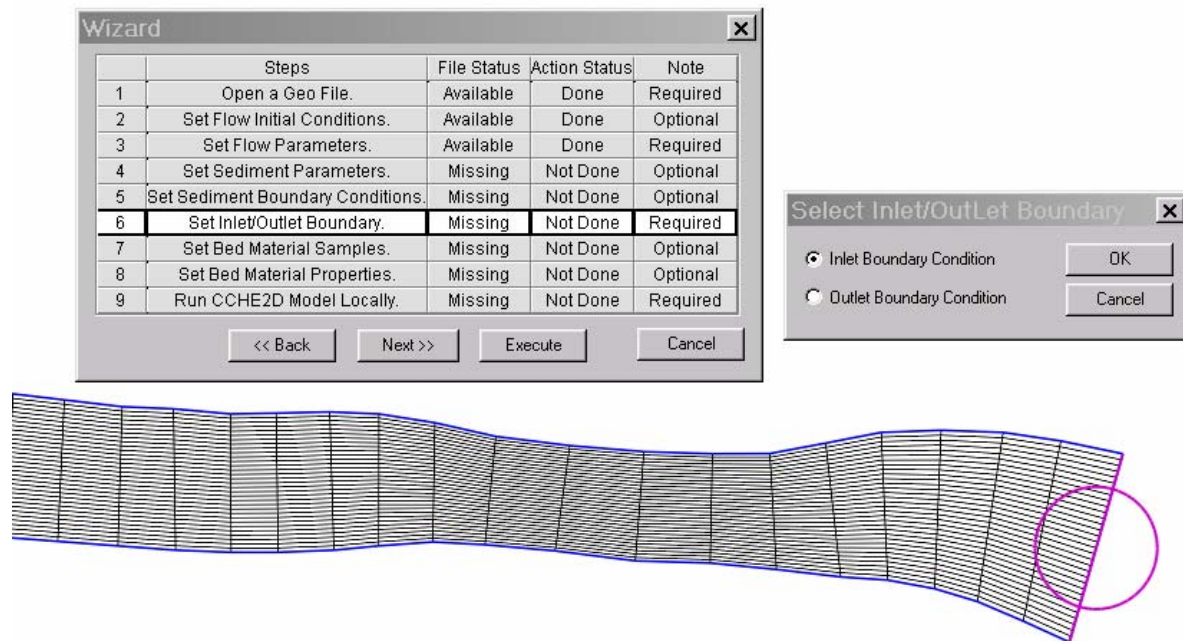 Wizard
Steps File Status Action Status Note
1 Open a Geo File. Available Done Required
2 Set Flow Initial Conditions. Available Done Optional
3 Set Flow Parameters. Available Done Required
4 Set Sediment Parameters. Missing Not Done Optional
5 Set Sediment Boundary Conditions. Missing Not Done Optional
6 Set Inlet/Outlet Boundary. Missing Not Done Required
7 Set Bed Material Samples. Missing Not Done Optional
8 Set Bed Material Properties. Missing Not Done Optional
9 Run CCHE2D Model Locally. Missing Not Done Required
<< Back Next >> Execute Cancel
Select Inlet/OutLet Boundary
Inlet Boundary Condition OK
Outlet Boundary Condition Cancel